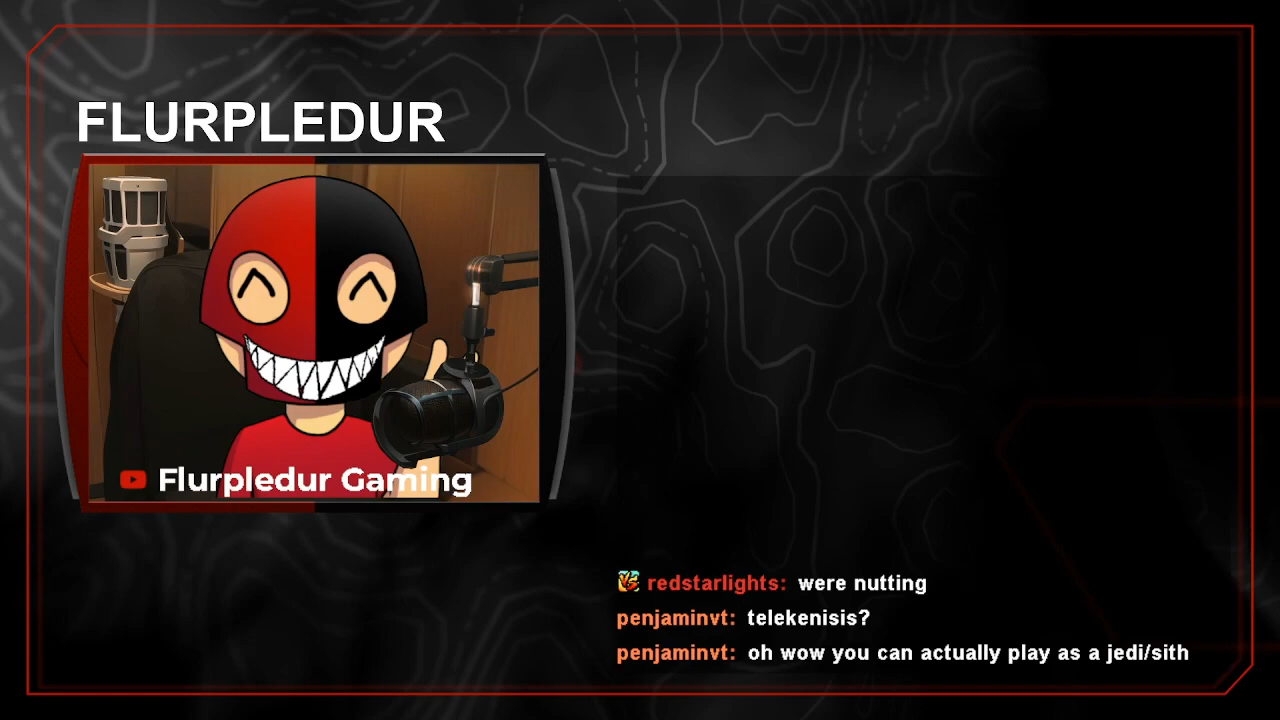 FLURPLEDUR
Flurpledur Gaming
redstarlights: were nutting
penjaminvt: telekenisis?
penjaminvt: oh wow you can actually play as a jedi/sith